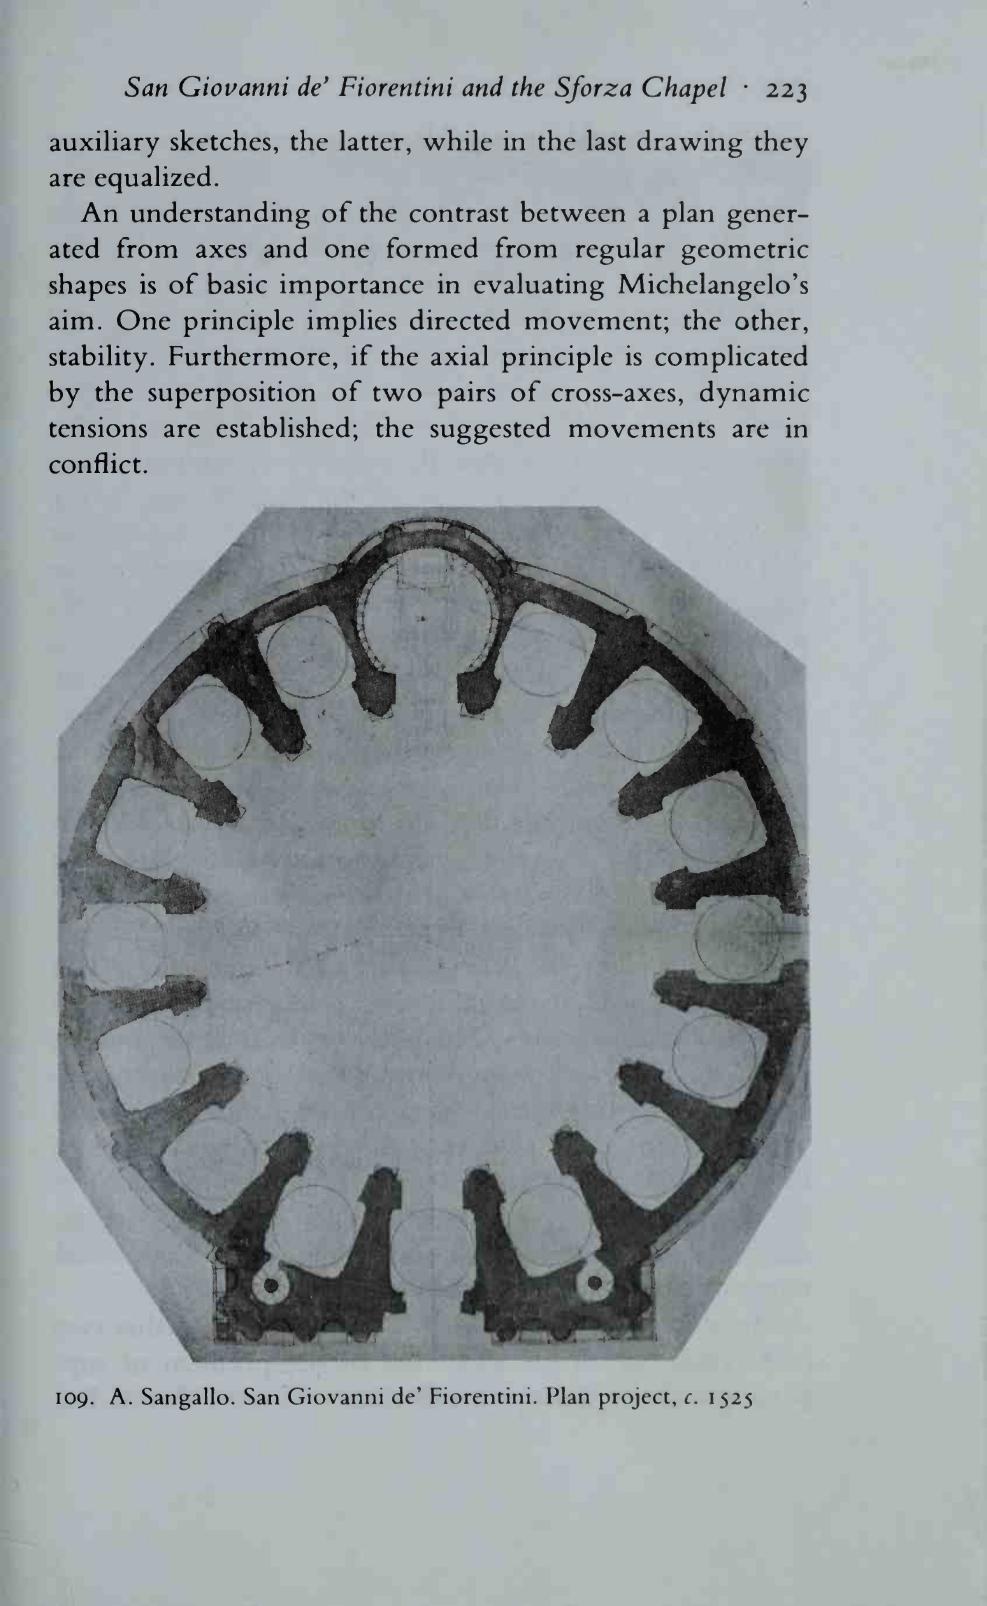 San Giovanni de' Fiorentini and the Sforza Chapel · 223
auxiliary sketches, the latter, while in the last drawing they
are equalized.
An understanding of the contrast between a plan gener-
ated from axes and one formed from regular geometric
shapes is of basic importance in evaluating Michelangelo's
aim. One principle implies directed movement; the other,
stability. Furthermore, if the axial principle is complicated
by the superposition of two pairs of cross-axes, dynamic
tensions are established; the suggested movements are in
conflict.
109. A. Sangallo. San Giovanni de' Fiorentini. Plan project, c. 1525